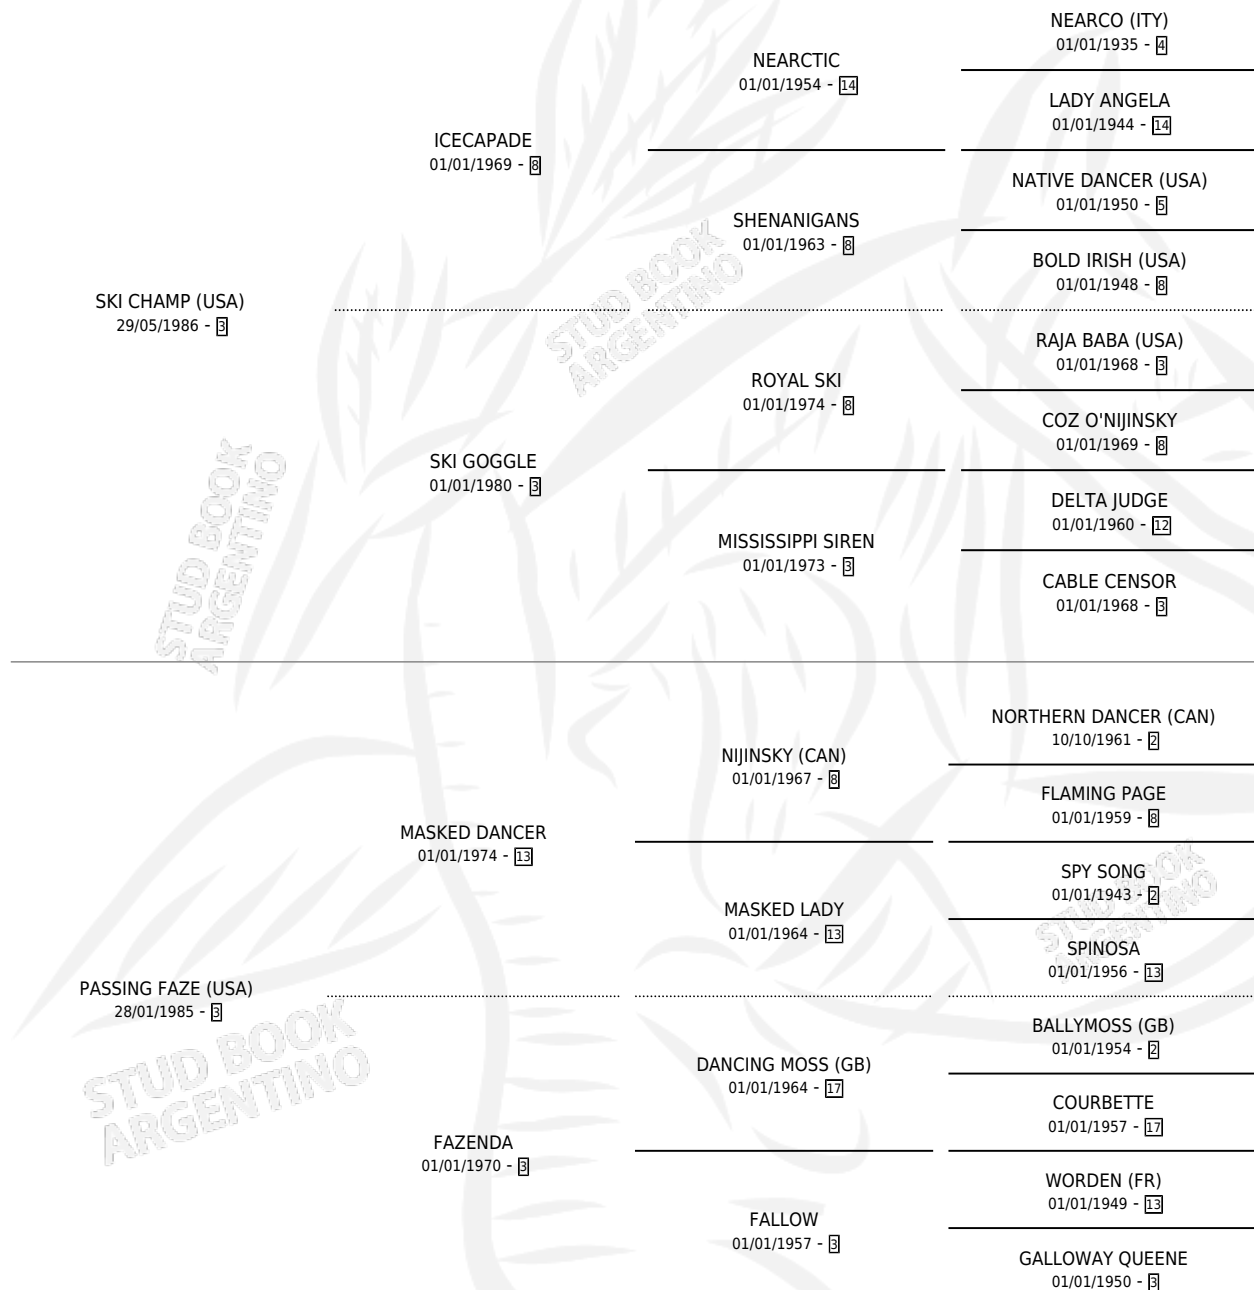 NEARCO (ITY)
01/01/1935 - 4
NEARCTIC
01/01/1954 - 14
LADY ANGELA
01/01/1944 - 14
ICECAPADE
01/01/1969 - 8
NATIVE DANCER (USA)
01/01/1950 - 5
SHENANIGANS
01/01/1963 - 8
BOLD IRISH (USA)
01/01/1948 - 8
SKI CHAMP (USA)
29/05/1986 - 3
STUD BOOK
ARGENTINO
RAJA BABA (USA)
01/01/1968 - 3
ROYAL SKI
01/01/1974 - 8
COZ O'NIJINSKY
01/01/1969 - 8
SKI GOGGLE
01/01/1980 - 3
STUD BOOK
ARGENTINO
DELTA JUDGE
01/01/1960 - 12
MISSISSIPPI SIREN
01/01/1973 - 3
CABLE CENSOR
01/01/1968 - 3
NORTHERN DANCER (CAN)
10/10/1961 - 2
NIJINSKY (CAN)
01/01/1967 - 8
FLAMING PAGE
01/01/1959 - 8
MASKED DANCER
01/01/1974 - 13
SPY SONG
01/01/1943 - 2
STUD BOOK
ARGENTINO
MASKED LADY
01/01/1964 - 13
SPINOSA
01/01/1956 - 13
PASSING FAZE (USA)
28/01/1985 - 3
STUD BOOK
ARGENTINO
BALLYMOSS (GB)
01/01/1954 - 2
DANCING MOSS (GB)
01/01/1964 - 17
COURBETTE
01/01/1957 - 17
FAZENDA
01/01/1970 - 3
WORDEN (FR)
01/01/1949 - 13
FALLOW
01/01/1957 - 3
GALLOWAY QUEENE
01/01/1950 - 3